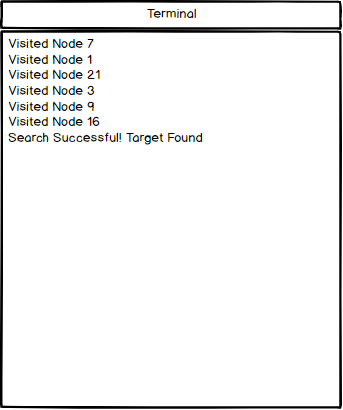 Terminal
Visited Node 7
Visited Node 1
Visited Node 21
Visited Node 3
Visited Node 9
Visited Node 16
Search Successful! Target Found